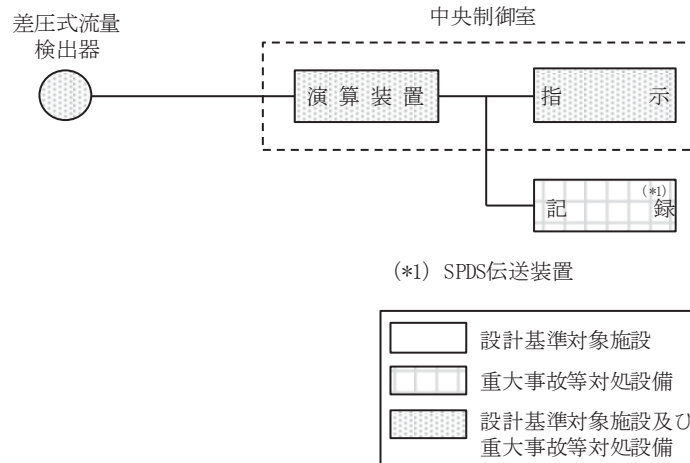 差圧式流量
検出器
中央制御室
演 算 装 置
指 示
記 録
(*1)
(*1) SPDS伝送装置
設計基準対象施設
重大事故等対処設備
設計基準対象施設及び
重大事故等対処設備